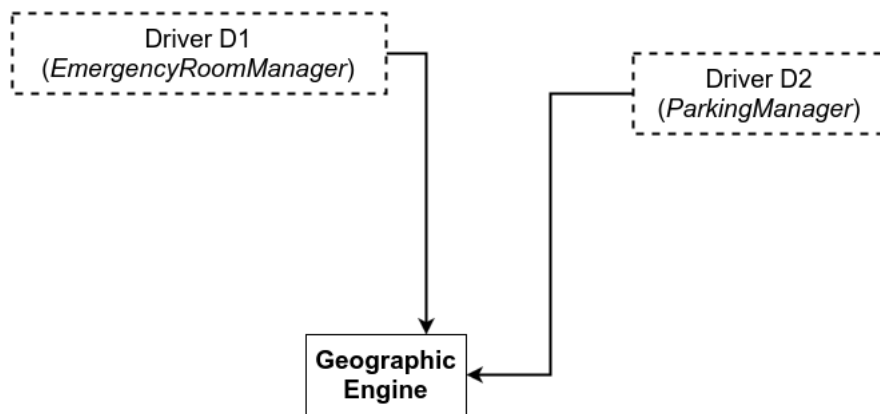 Driver D1
(EmergencyRoomManager)
Driver D2
(ParkingManager)
Geographic
Engine